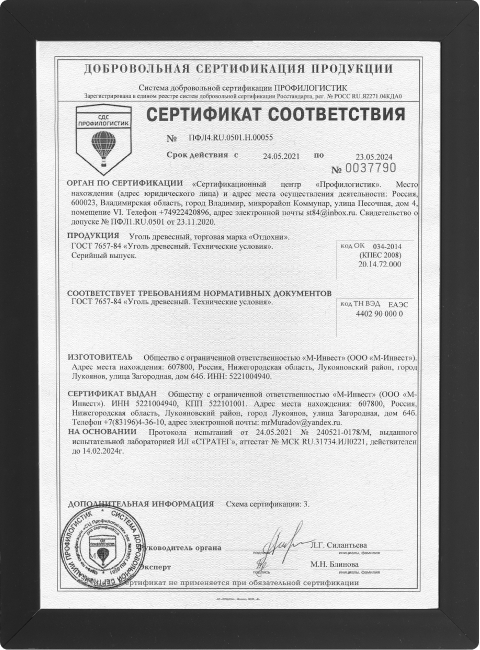 ДОБРОВОЛЬНАЯ СЕРТИФИКАЦИЯ ПРОДУКЦИИ
Система добровольной сертификации ПРОФИЛОГИСТИК
Зарегистрирована в едином реестре систем добровольной сертификации Росстандарта, рег. № РОСС RU.В2271.04КДА0
СДС
ПРОФИЛОГИСТИК
СЕРТИФИКАТ СООТВЕТСТВИЯ
№ ПФЛ4.RU.0501.Н.00055
Срок действия с 24.05.2021 по 23.05.2024
№ 0037790
ОРГАН ПО СЕРТИФИКАЦИИ «Сертификационный центр «Профилогистик». Место
нахождения (адрес юридического лица) и адрес места осуществления деятельности: Россия,
600023, Владимирская область, город Владимир, микрорайон Коммунар, улица Песочная, дом 4,
помещение VI. Телефон +74922420896, адрес электронной почты st84@inbox.ru. Свидетельство о
допуске № ПФЛ1.RU.0501 от 23.11.2020.
ПРОДУКЦИЯ Уголь древесный, торговая марка «Отдохни».
ГОСТ 7657-84 «Уголь древесный. Технические условия».
Серийный выпуск.
код ОК 034-2014
(КПЕС 2008)
20.14.72.000
СООТВЕТСТВУЕТ ТРЕБОВАНИЯМ НОРМАТИВНЫХ ДОКУМЕНТОВ
ГОСТ 7657-84 «Уголь древесный. Технические условия».
код ТН ВЭД ЕАЭС
4402 90 000 0
ИЗГОТОВИТЕЛЬ Общество с ограниченной ответственностью «М-Инвест» (ООО «М-Инвест»).
Адрес места нахождения: 607800, Россия, Нижегородская область, Лукояновский район, город
Лукоянов, улица Загородная, дом 64б. ИНН: 5221004940.
СЕРТИФИКАТ ВЫДАН Обществу с ограниченной ответственностью «М-Инвест» (ООО «М-
Инвест»). ИНН 5221004940, КПП 522101001. Адрес места нахождения: 607800, Россия,
Нижегородская область, Лукояновский район, город Лукоянов, улица Загородная, дом 64б.
Телефон +7(83196)4-36-10, адрес электронной почты: mrMuradov@yandex.ru.
НА ОСНОВАНИИ Протокола испытаний от 24.05.2021 № 240521-0178/М, выданного
испытательной лабораторией ИЛ «СТРАТЕГ», аттестат № МСК RU.31734.ИЛ0221, действителен
до 14.02.2024г.
ДОПОЛНИТЕЛЬНАЯ ИНФОРМАЦИЯ Схема сертификации: 3.
Руководитель органа
Л.Г. Силантьева
Эксперт
М.Н. Блинова
Сертификат не применяется при обязательной сертификации